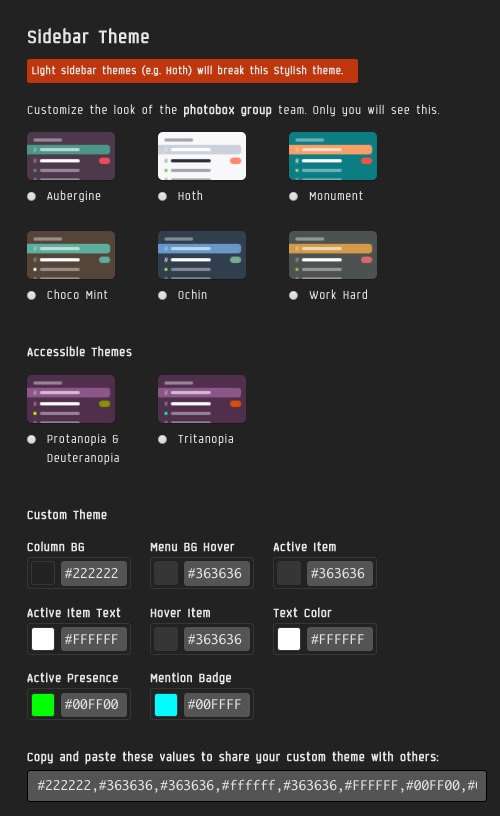 Sidebar Theme
Light sidebar themes (e.g. Hoth) will break this Stylish theme.
Customize the look of the photobox group team. Only you will see this.
Aubergine Hoth Monument
Choco Mint Ochin Work Hard
Accessible Themes
Protanopia & Tritanopia
Deuteranopia
Custom Theme
Column BG Menu BG Hover Active Item
#222222 #363636 #363636
Active Item Text Hover Item Text Color
#FFFFFF #363636 #FFFFFF
Active Presence Mention Badge
#00FF00 #00FFFF
Copy and paste these values to share your custom theme with others:
#222222,#363636,#363636,#ffffff,#363636,#FFFFFF,#00FF00,#